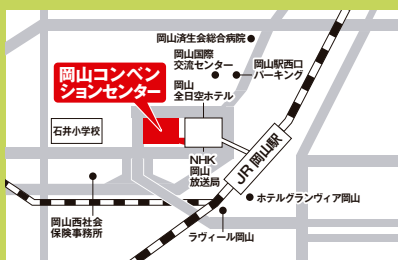 岡山済生会総合病院
岡山国際
交流センター
岡山駅西口
パーキング
岡山コンベン
ションセンター
岡山
全日空ホテル
石井小学校
NHK
岡山
放送局
JR 岡山駅
ホテルグランヴィア岡山
岡山西社会
保険事務所
ラヴィール岡山